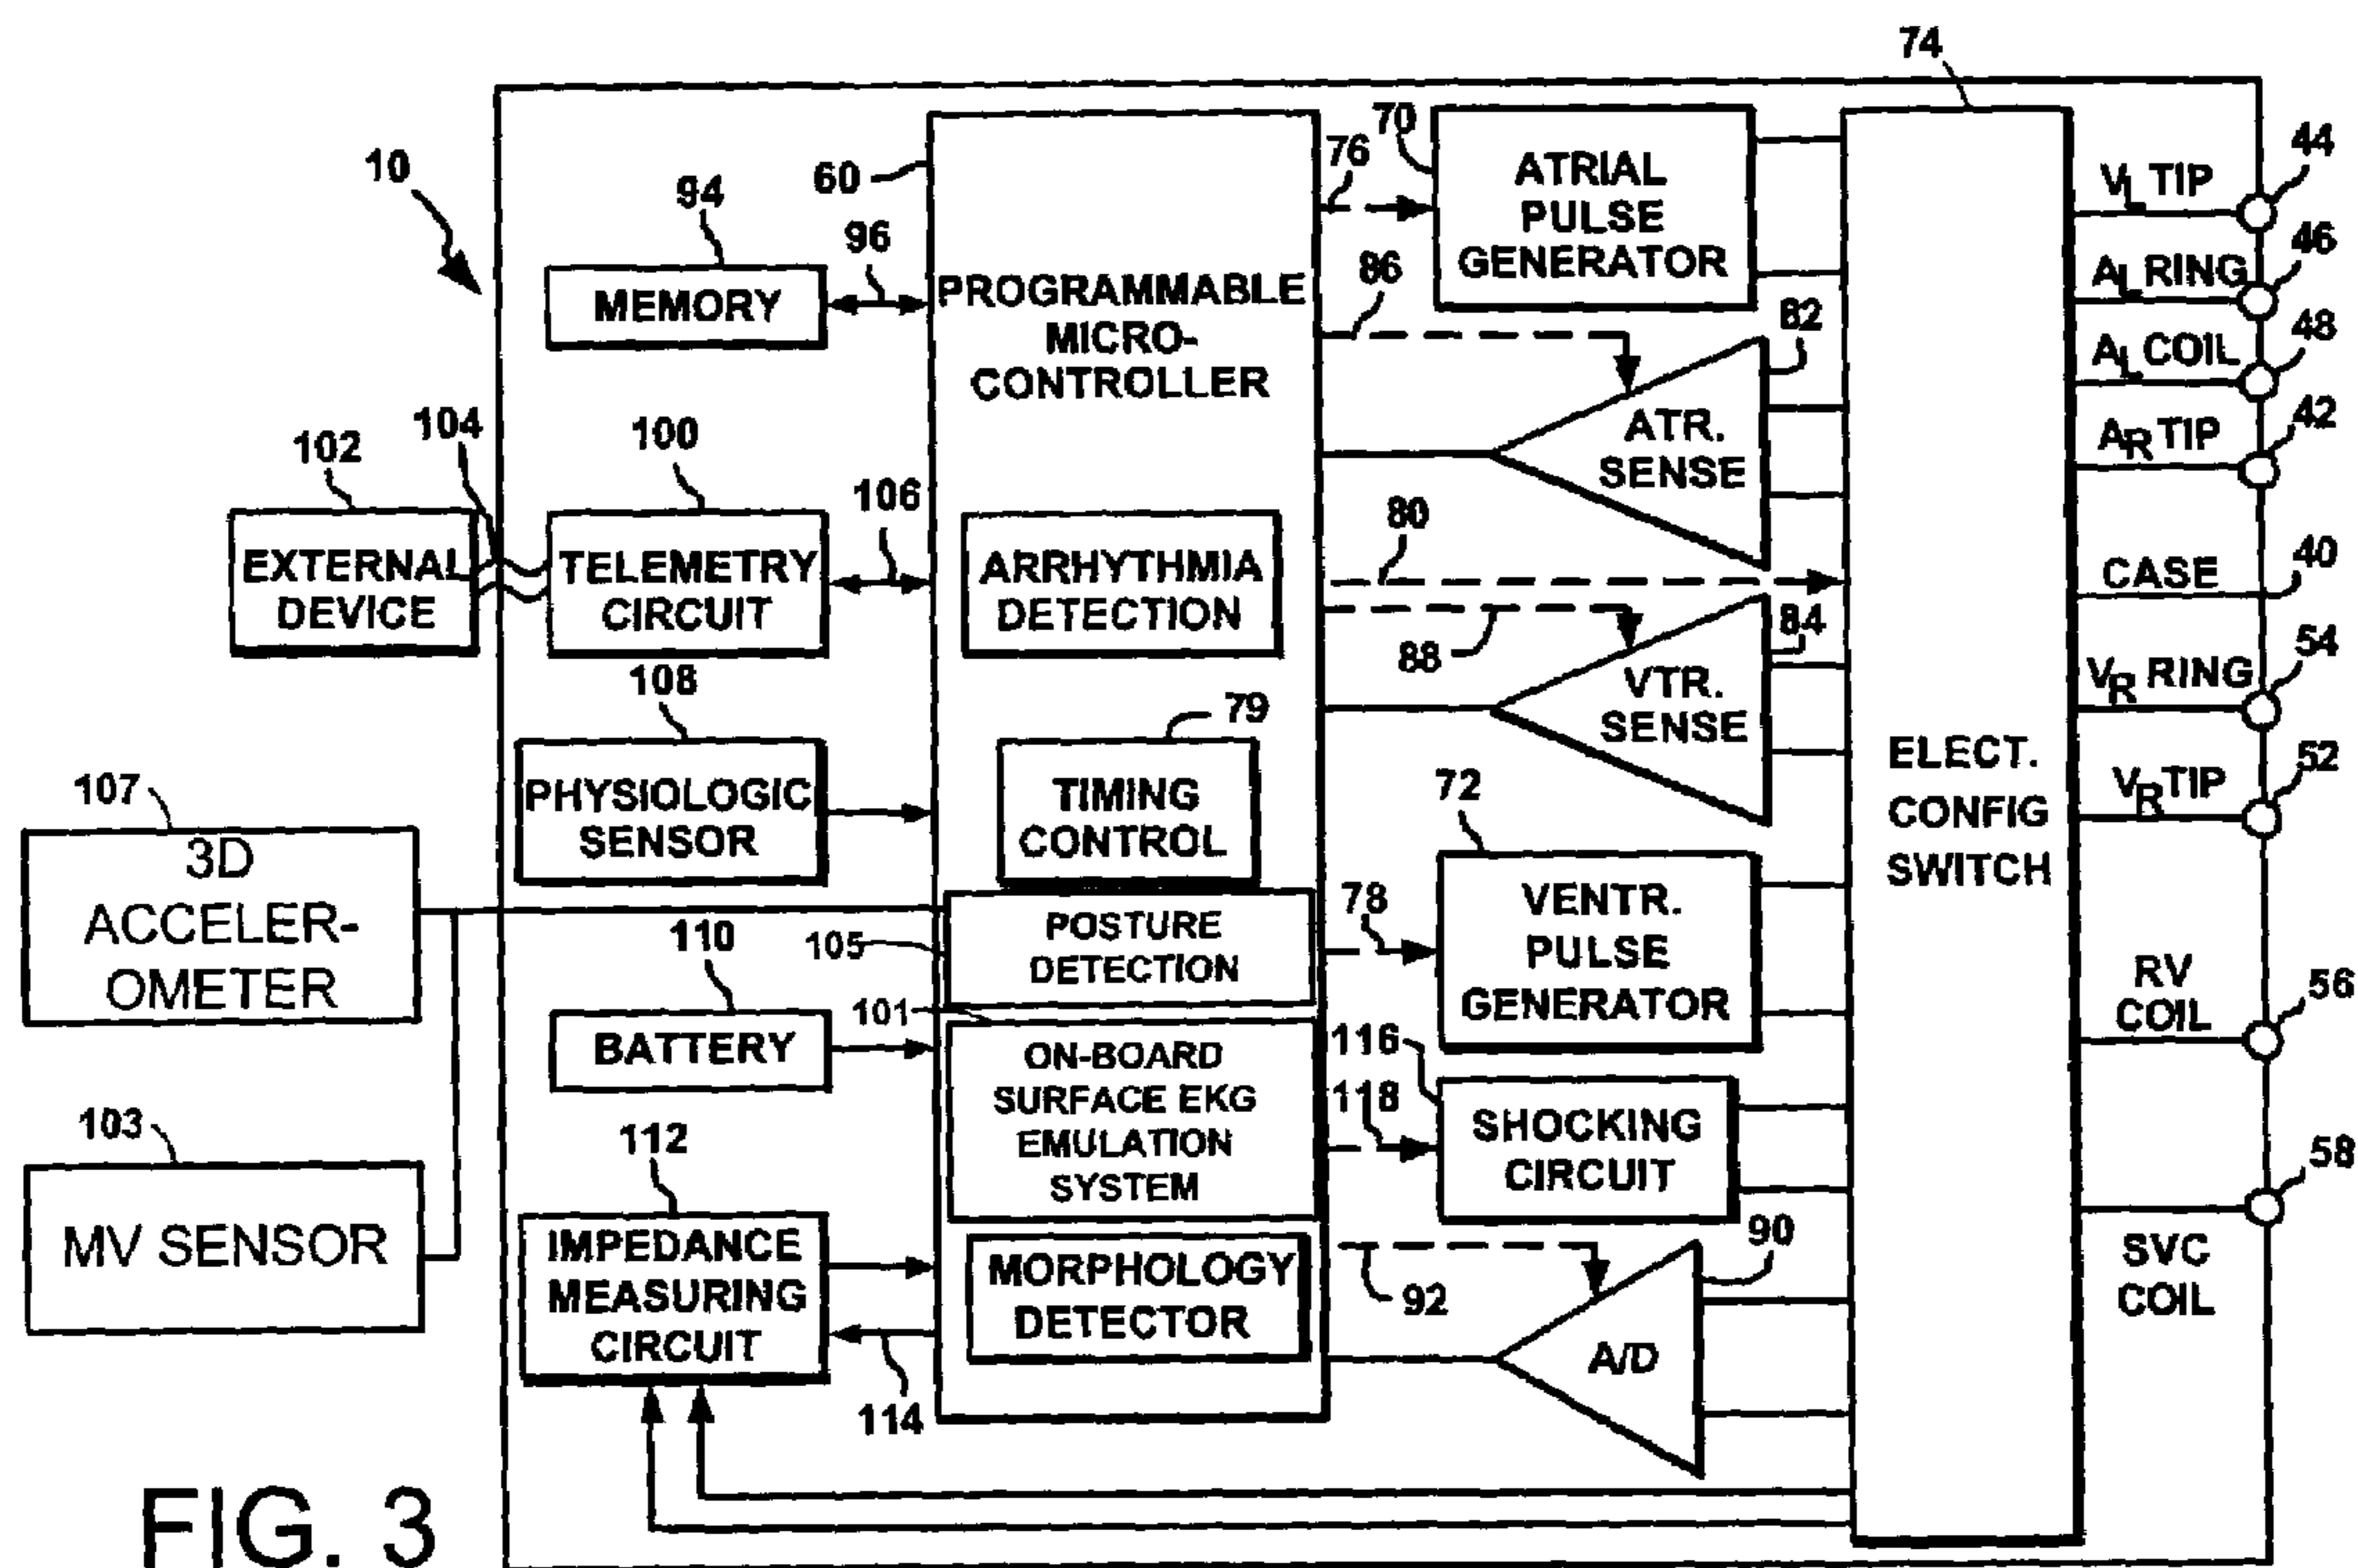 74
44
70
76
10
60
94
96
ATRIAL
PULSE
GENERATOR
VL TIP
46
86
MEMORY
PROGRAMMABLE
MICRO-
CONTROLLER
AL RING
48
82
AL COIL
42
104
102
100
106
ATR.
SENSE
AR TIP
80
EXTERNAL
DEVICE
TELEMETRY
CIRCUIT
ARRHYTHMIA
DETECTION
CASE
40
88
84
54
108
79
VTR.
SENSE
VR RING
52
107
PHYSIOLOGIC
SENSOR
TIMING
CONTROL
72
ELECT.
CONFIG
SWITCH
VR TIP
3D
ACCELER-
OMETER
105
POSTURE
DETECTION
78
VENTR.
PULSE
GENERATOR
RV
COIL
56
110
101
BATTERY
ON-BOARD
SURFACE EKG
EMULATION
SYSTEM
116
118
SHOCKING
CIRCUIT
58
103
MV SENSOR
112
IMPEDANCE
MEASURING
CIRCUIT
MORPHOLOGY
DETECTOR
90
92
A/D
SVC
COIL
114
FIG. 3